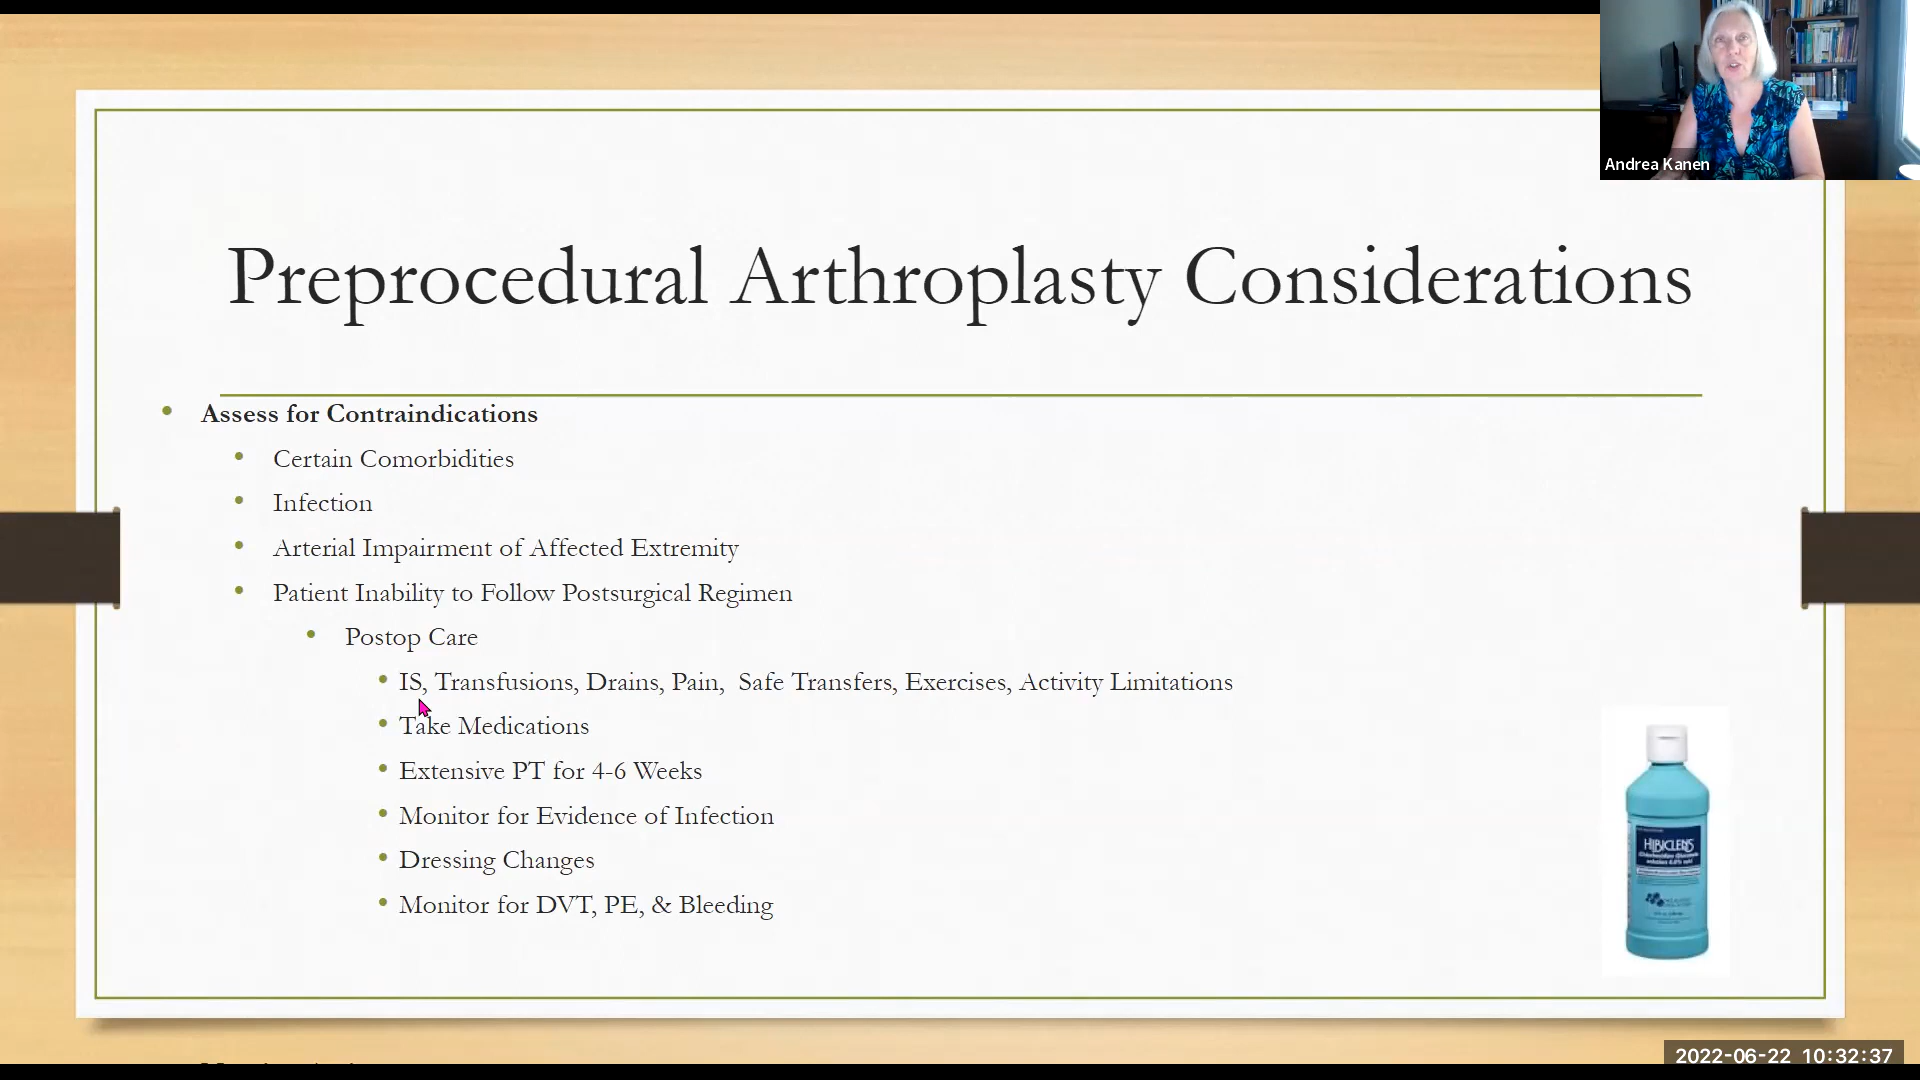 Andrea Kanen
Preprocedural Arthroplasty Considerations
Assess for Contraindications
Certain Comorbidities
Infection
Arterial Impairment of Affected Extremity
Patient Inability to Follow Postsurgical Regimen
Postop Care
IS, Transfusions, Drains, Pain,  Safe Transfers, Exercises, Activity Limitations
Take Medications
Extensive PT for 4-6 Weeks
Monitor for Evidence of Infection
Dressing Changes
Monitor for DVT, PE, & Bleeding
HIBICLENS
2022-06-22 10:32:37